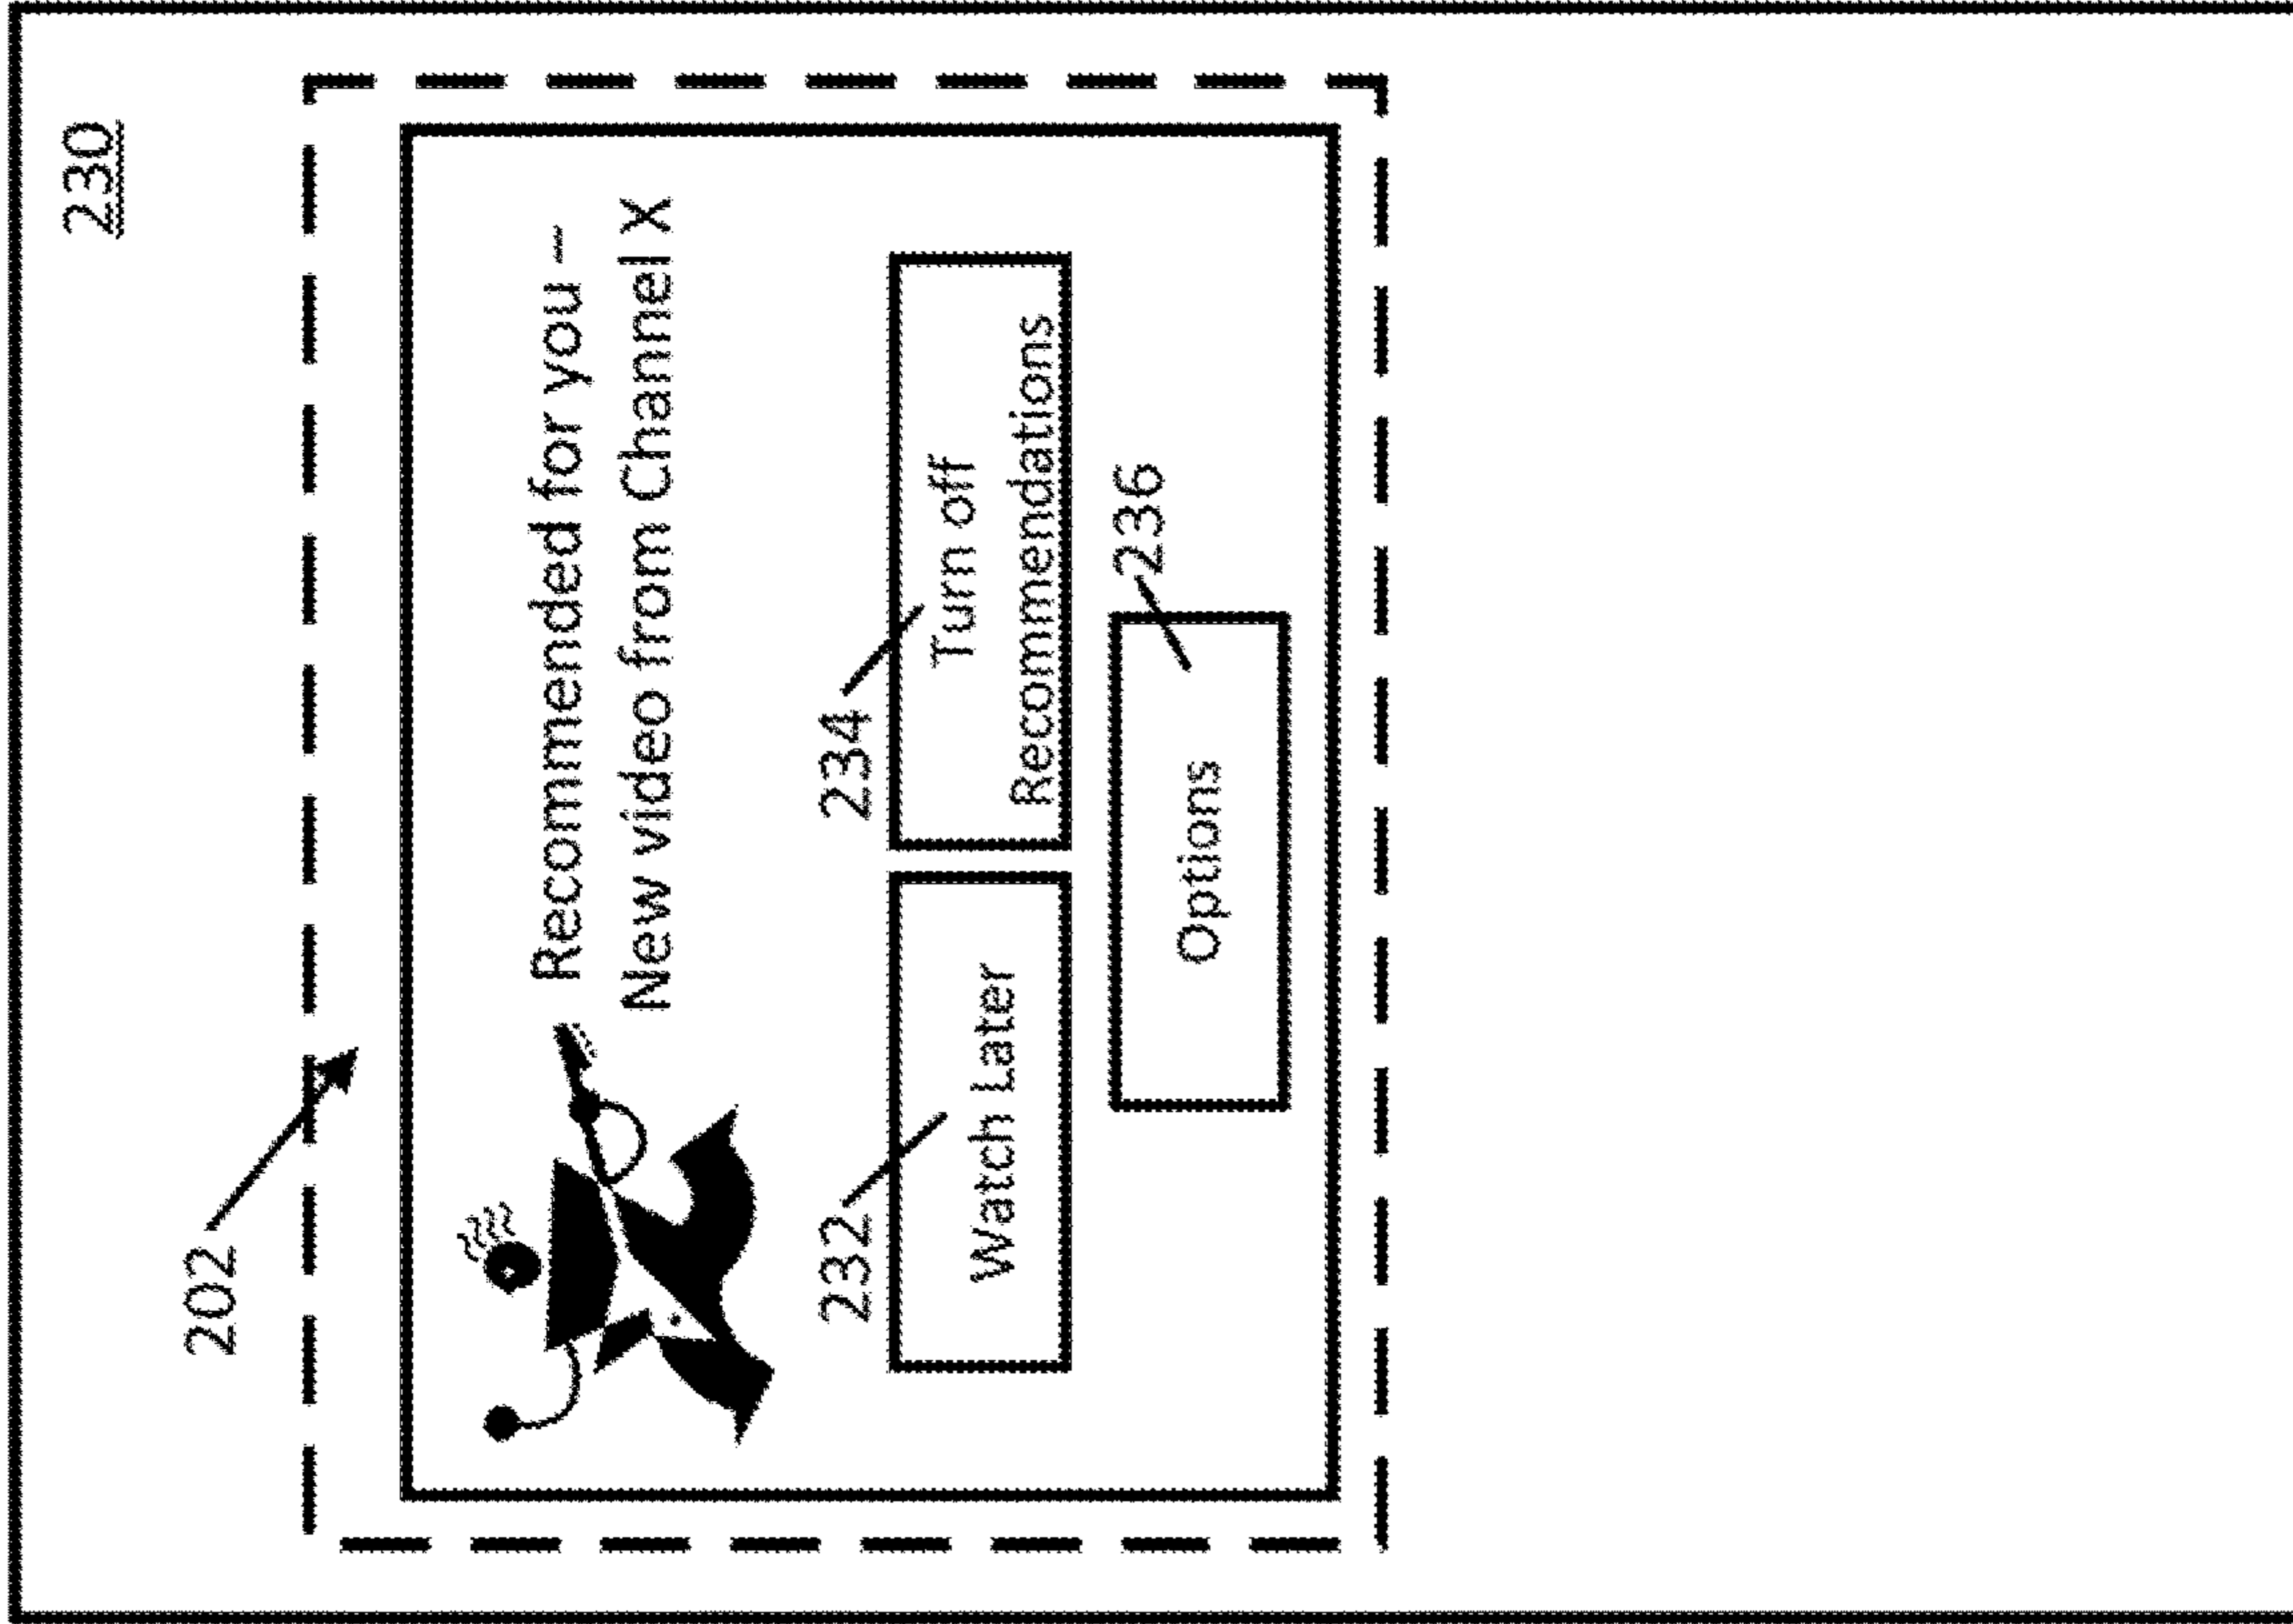 230
202
Recommended for you –
New video from Channel X
232
234
Watch Later
Turn off
Recommendations
236
Options